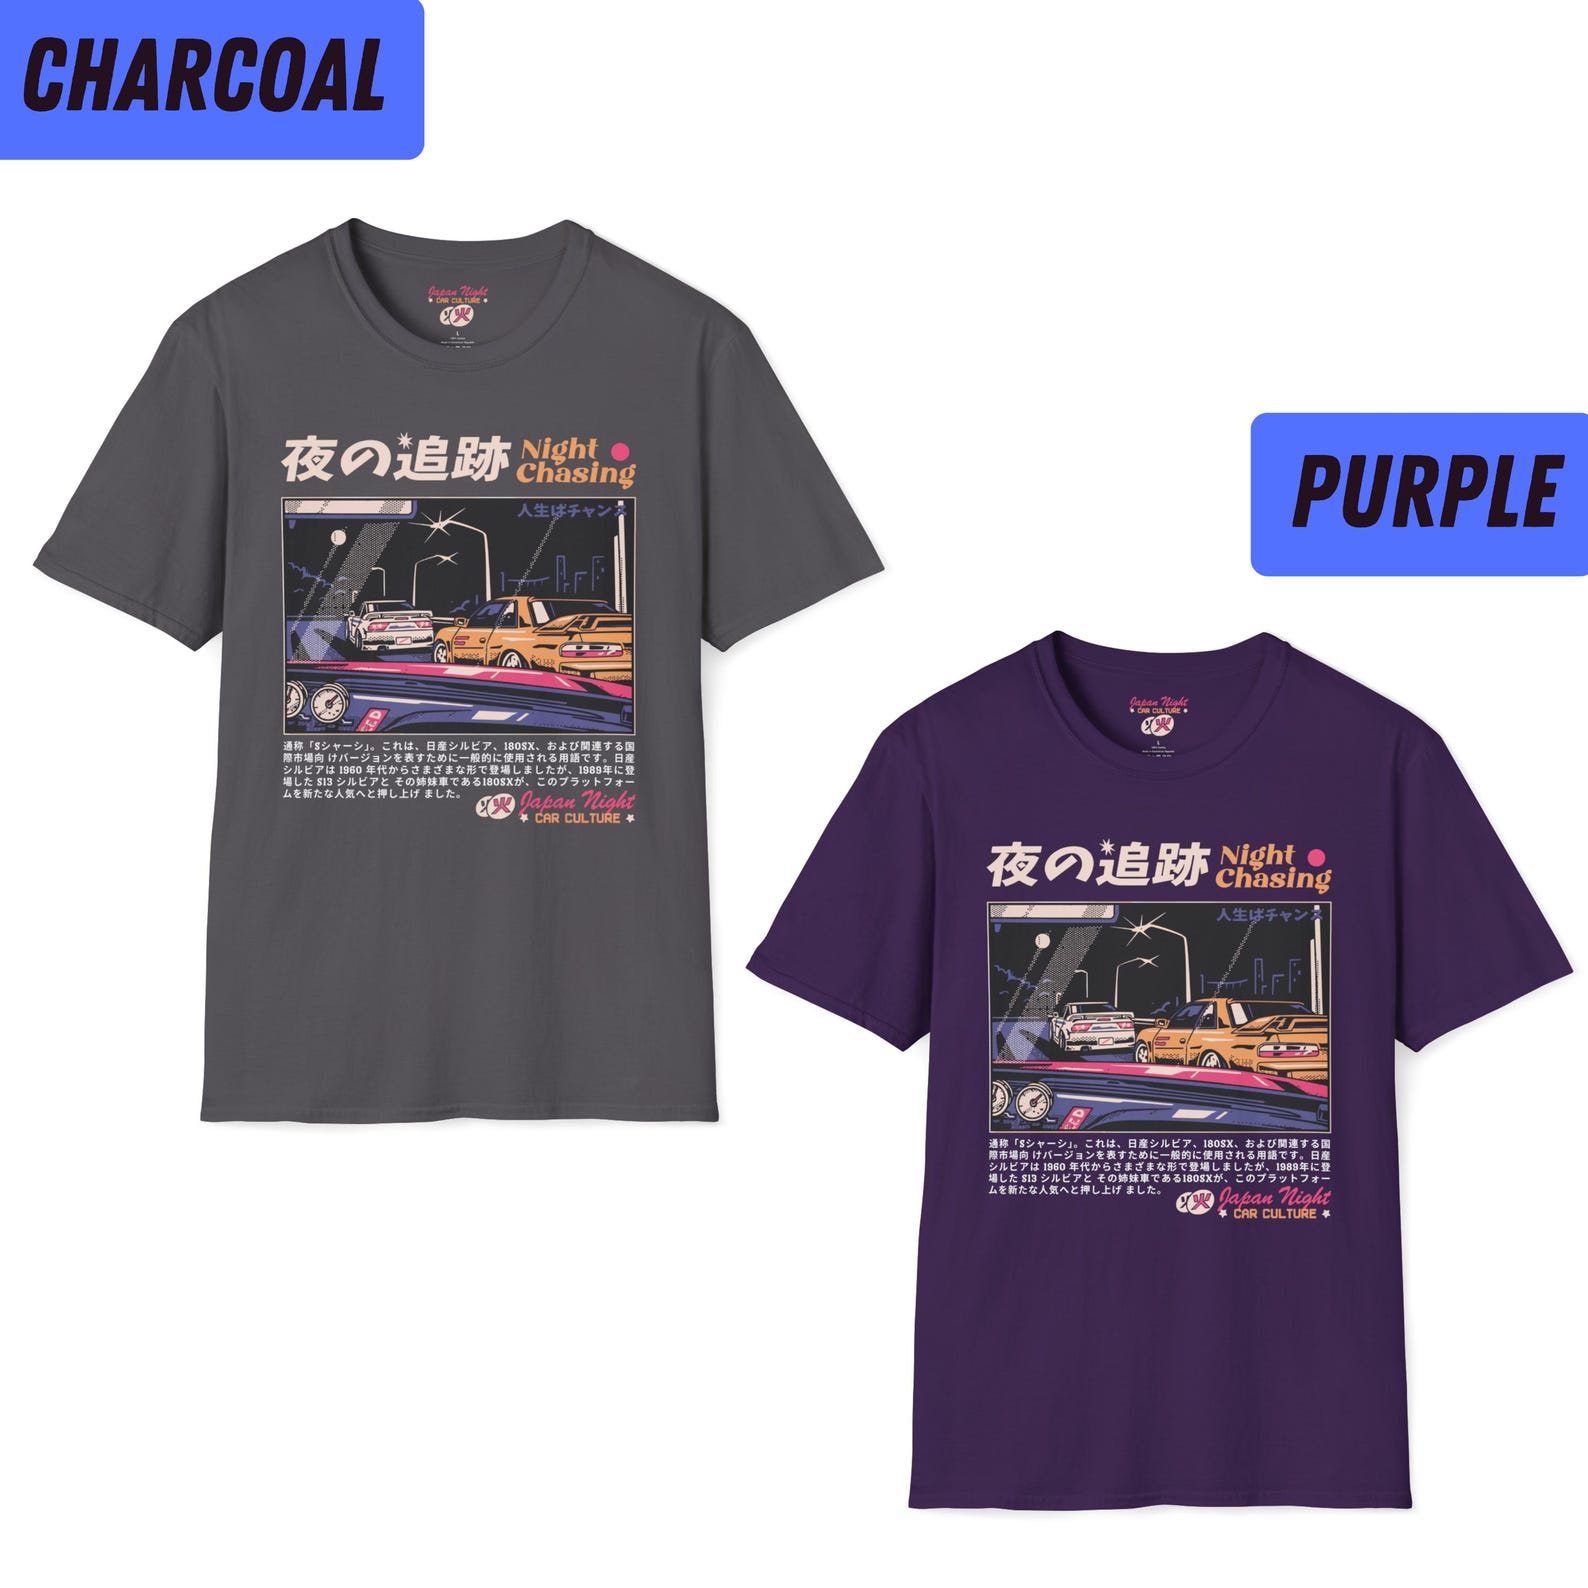 CHARCOAL
Japan Night
CAR CULTURE
火
L
夜の追跡
Night
Chasing
人生はチャンス
通称「Sシャーシ」。これは、日産シルビア、180SX、および関連する国
際市場向 けバージョンを表すために一般的に使用される用語です。日産
シルビアは 1960 年代からさまざまな形で登場しましたが、1989年に登
場した S13 シルビアと その姉妹車である180SXが、このプラットフォー
ムを新たな人気へと押し上げ ました。
火
Japan Night
CAR CULTURE
PURPLE
Japan Night
CAR CULTURE
火
L
夜の追跡
Night
Chasing
人生はチャンス
通称「Sシャーシ」。これは、日産シルビア、180SX、および関連する国
際市場向 けバージョンを表すために一般的に使用される用語です。日産
シルビアは 1960 年代からさまざまな形で登場しましたが、1989年に登
場した S13 シルビアと その姉妹車である180SXが、このプラットフォー
ムを新たな人気へと押し上げ ました。
火
Japan Night
CAR CULTURE